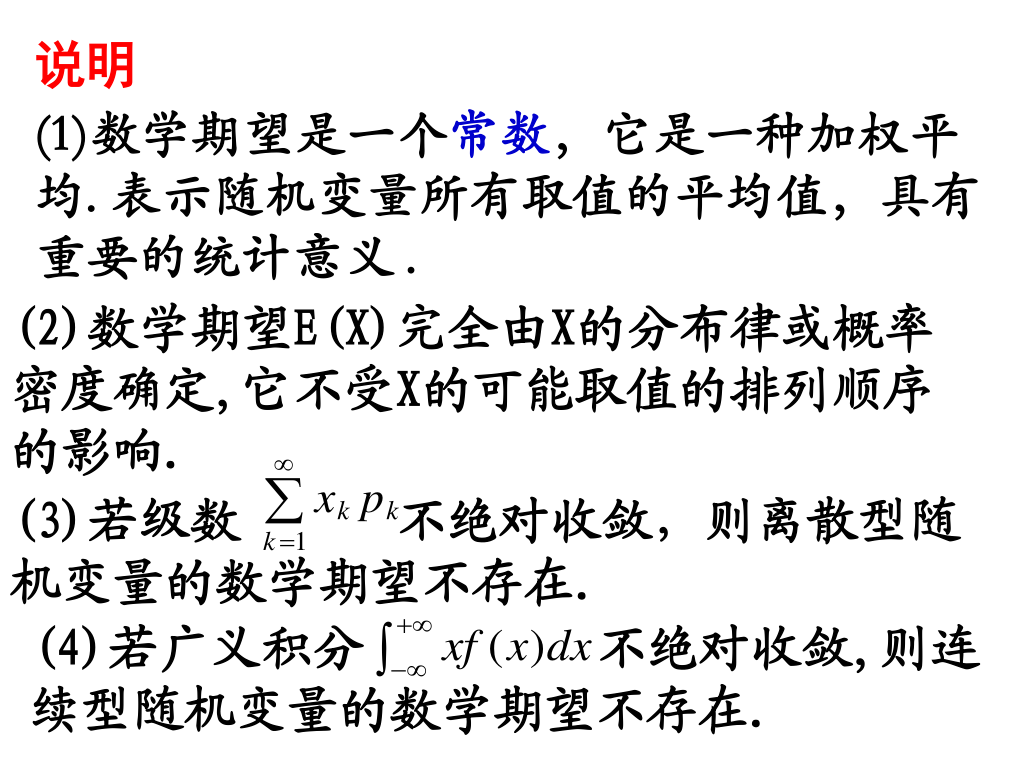 说明
(1)数学期望是一个常数，它是一种加权平
均.表示随机变量所有取值的平均值，具有
重要的统计意义.
(2)数学期望E(X)完全由X的分布律或概率
密度确定,它不受X的可能取值的排列顺序
的影响.
(3)若级数 $\sum_{k=1}^{\infty} x_k p_k$ 不绝对收敛，则离散型随
机变量的数学期望不存在.
(4)若广义积分 $\int_{-\infty}^{+\infty} xf(x)dx$ 不绝对收敛,则连
续型随机变量的数学期望不存在.